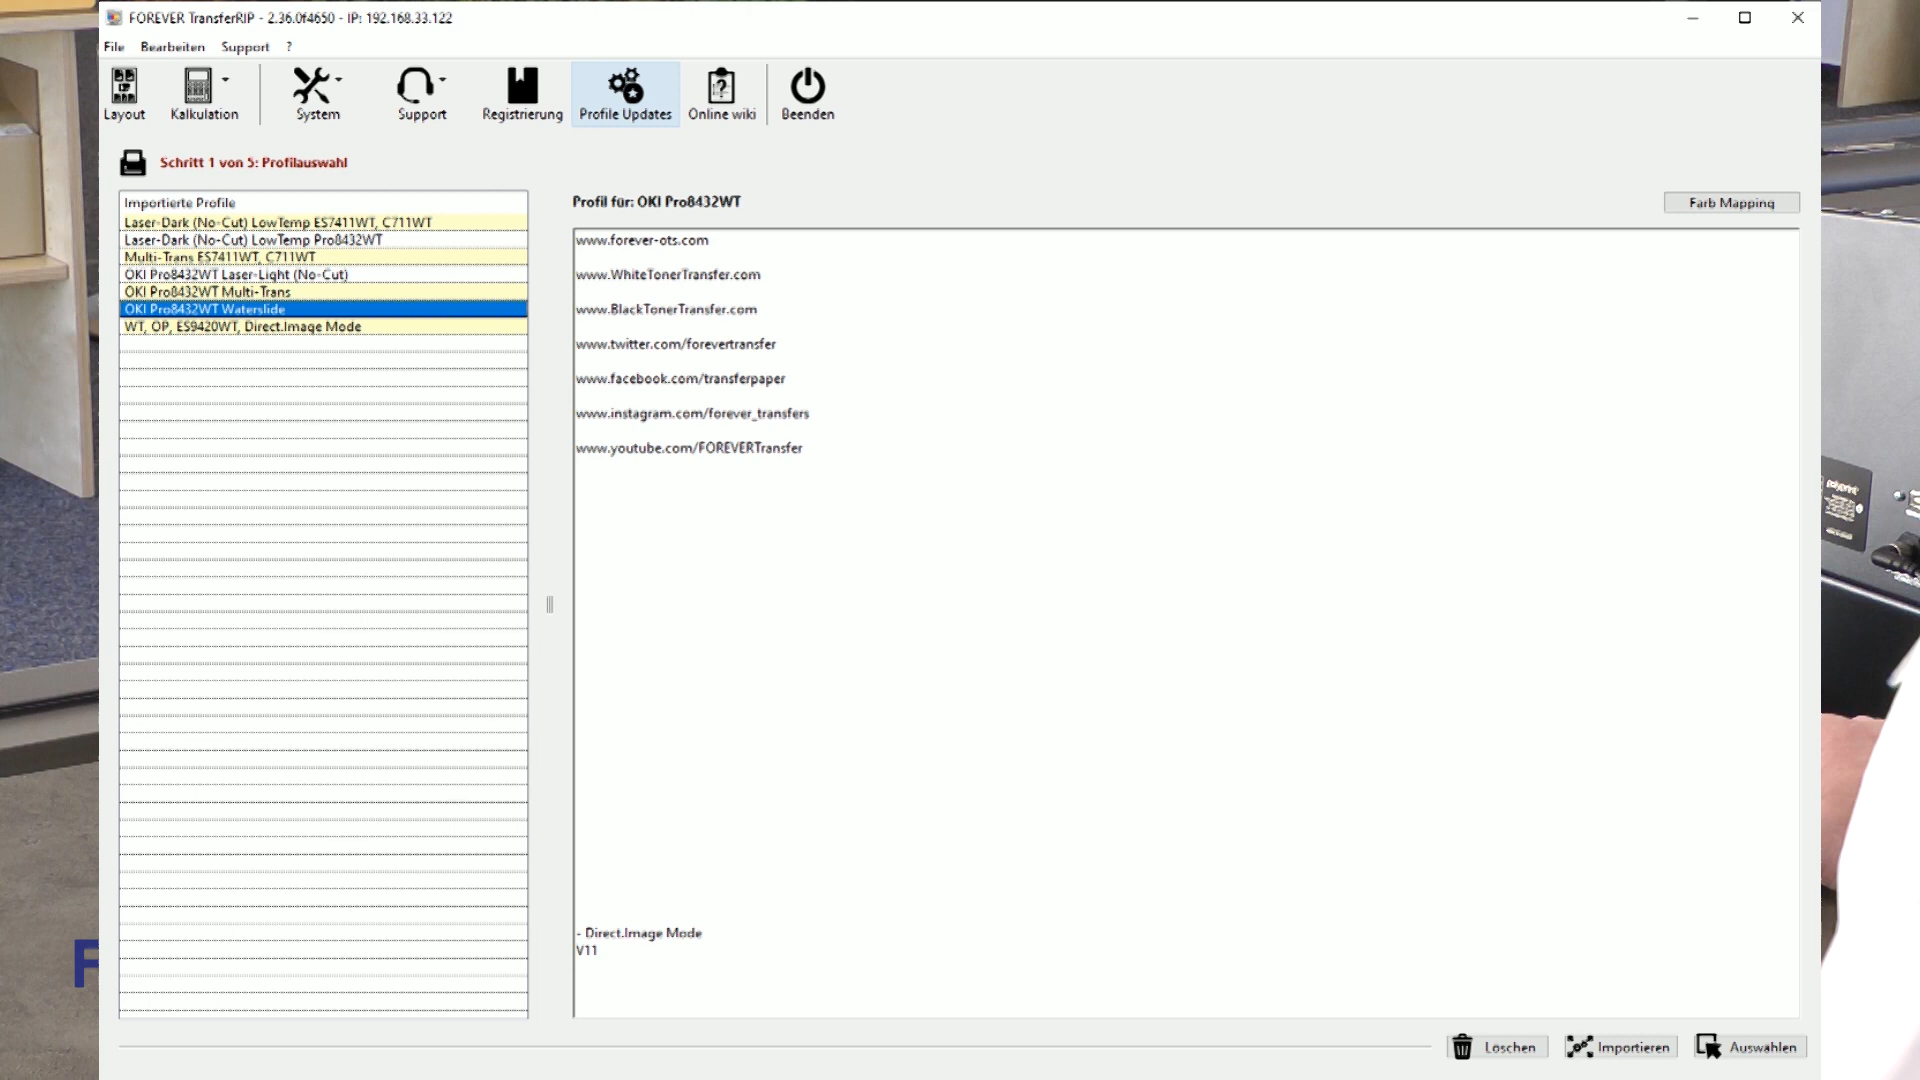 FOREVER TransferRIP - 2.36.0f4650 - IP: 192.168.33.122
File Bearbeiten Support ?
Layout Kalkulation System Support Registrierung Profile Updates Online wiki Beenden
Schritt 1 von 5: Profilauswahl
Importierte Profile
Laser-Dark (No-Cut) LowTemp ES7411WT, C711WT
Laser-Dark (No-Cut) LowTemp Pro8432WT
Multi-Trans ES7411WT, C711WT
OKI Pro8432WT Laser-Light (No-Cut)
OKI Pro8432WT Multi-Trans
OKI Pro8432WT Waterslide
WT, OP, ES9420WT, Direct.Image Mode
Profil für: OKI Pro8432WT
Farb Mapping
www.forever-ots.com
www.WhiteTonerTransfer.com
www.BlackTonerTransfer.com
www.twitter.com/forevertransfer
www.facebook.com/transferpaper
www.instagram.com/forever_transfers
www.youtube.com/FOREVERTransfer
- Direct.Image Mode
V11
Löschen Importieren Auswählen
F